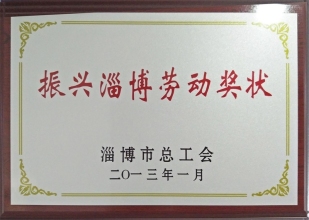 振兴淄博劳动奖状
淄博市总工会
二〇一三年一月